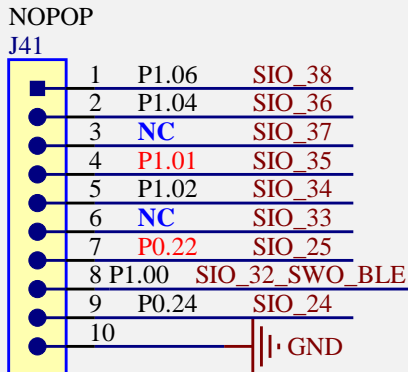 NOPOP
J41
1 P1.06 SIO_38
2 P1.04 SIO_36
3 NC SIO_37
4 P1.01 SIO_35
5 P1.02 SIO_34
6 NC SIO_33
7 P0.22 SIO_25
8 P1.00 SIO_32_SWO_BLE
9 P0.24 SIO_24
10 GND